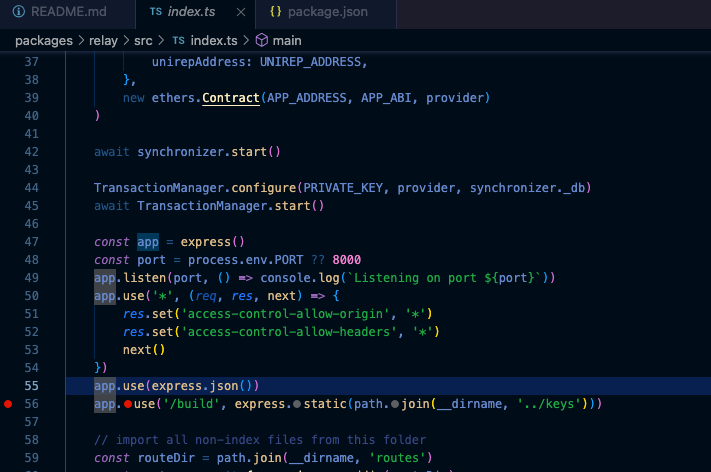 README.md TS index.ts × {} package.json
packages > relay > src > TS index.ts > main
37 unirepAddress: UNIREP_ADDRESS,
38 },
39 new ethers.Contract(APP_ADDRESS, APP_ABI, provider)
40 )
41
42 await synchronizer.start()
43
44 TransactionManager.configure(PRIVATE_KEY, provider, synchronizer._db)
45 await TransactionManager.start()
46
47 const app = express()
48 const port = process.env.PORT ?? 8000
49 app.listen(port, () => console.log(`Listening on port ${port}`))
50 app.use('*', (req, res, next) => {
51 res.set('access-control-allow-origin', '*')
52 res.set('access-control-allow-headers', '*')
53 next()
54 })
55 app.use(express.json())
56 app.use('/build', express.static(path.join(__dirname, '../keys')))
57
58 // import all non-index files from this folder
59 const routeDir = path.join(__dirname, 'routes')